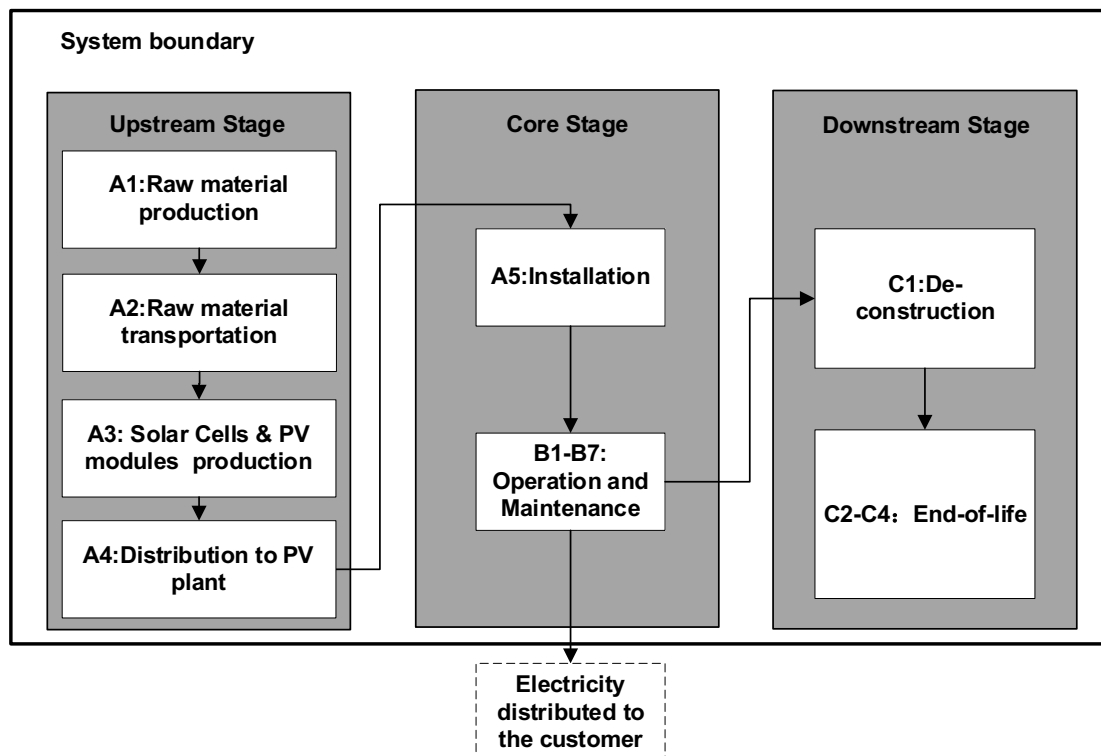 System boundary
Upstream Stage
A1:Raw material
production
A2:Raw material
transportation
A3: Solar Cells & PV
modules production
A4:Distribution to PV
plant
Core Stage
A5:Installation
B1-B7:
Operation and
Maintenance
Downstream Stage
C1:De-
construction
C2-C4：End-of-life
Electricity
distributed to
the customer